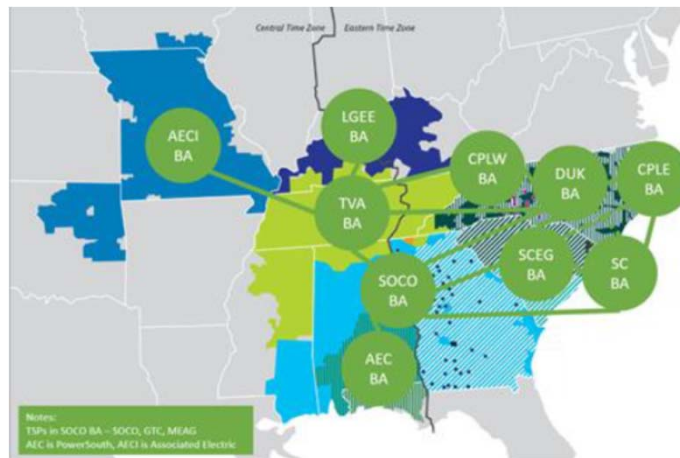 Central Time Zone
Eastern Time Zone
LGEE
BA
AECI
BA
CPLW
BA
DUK
BA
CPLE
BA
TVA
BA
SOCO
BA
SCEG
BA
SC
BA
AEC
BA
Notes:
TSPs in SOCO BA – SOCO, GTC, MEAG
AEC is PowerSouth, AECI is Associated Electric